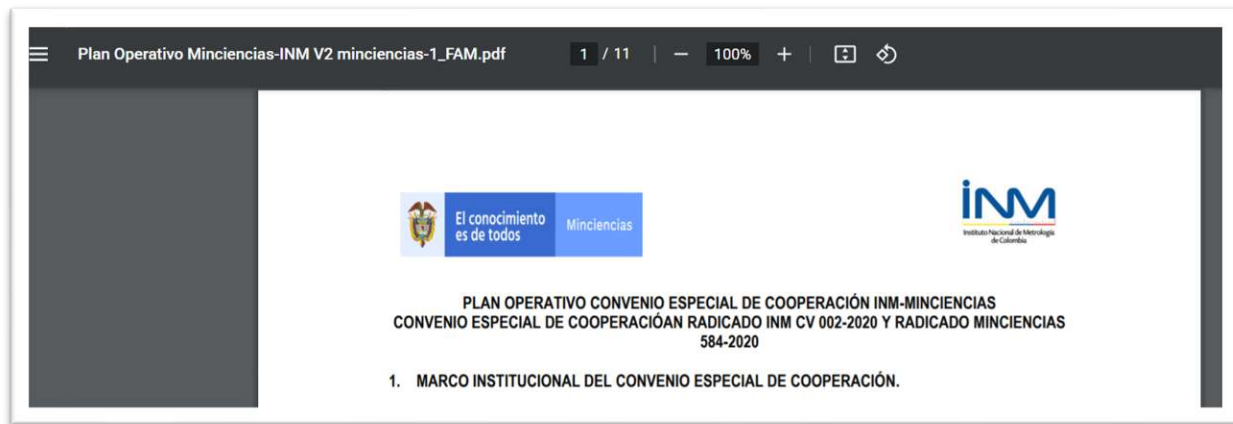 Plan Operativo Minciencias-INM V2 minciencias-1_FAM.pdf 1 / 11 100%
El conocimiento
es de todos
Minciencias
INM
Instituto Nacional de Metrología
de Colombia
PLAN OPERATIVO CONVENIO ESPECIAL DE COOPERACIÓN INM-MINCIENCIAS
CONVENIO ESPECIAL DE COOPERACIÓAN RADICADO INM CV 002-2020 Y RADICADO MINCIENCIAS
584-2020
1. MARCO INSTITUCIONAL DEL CONVENIO ESPECIAL DE COOPERACIÓN.